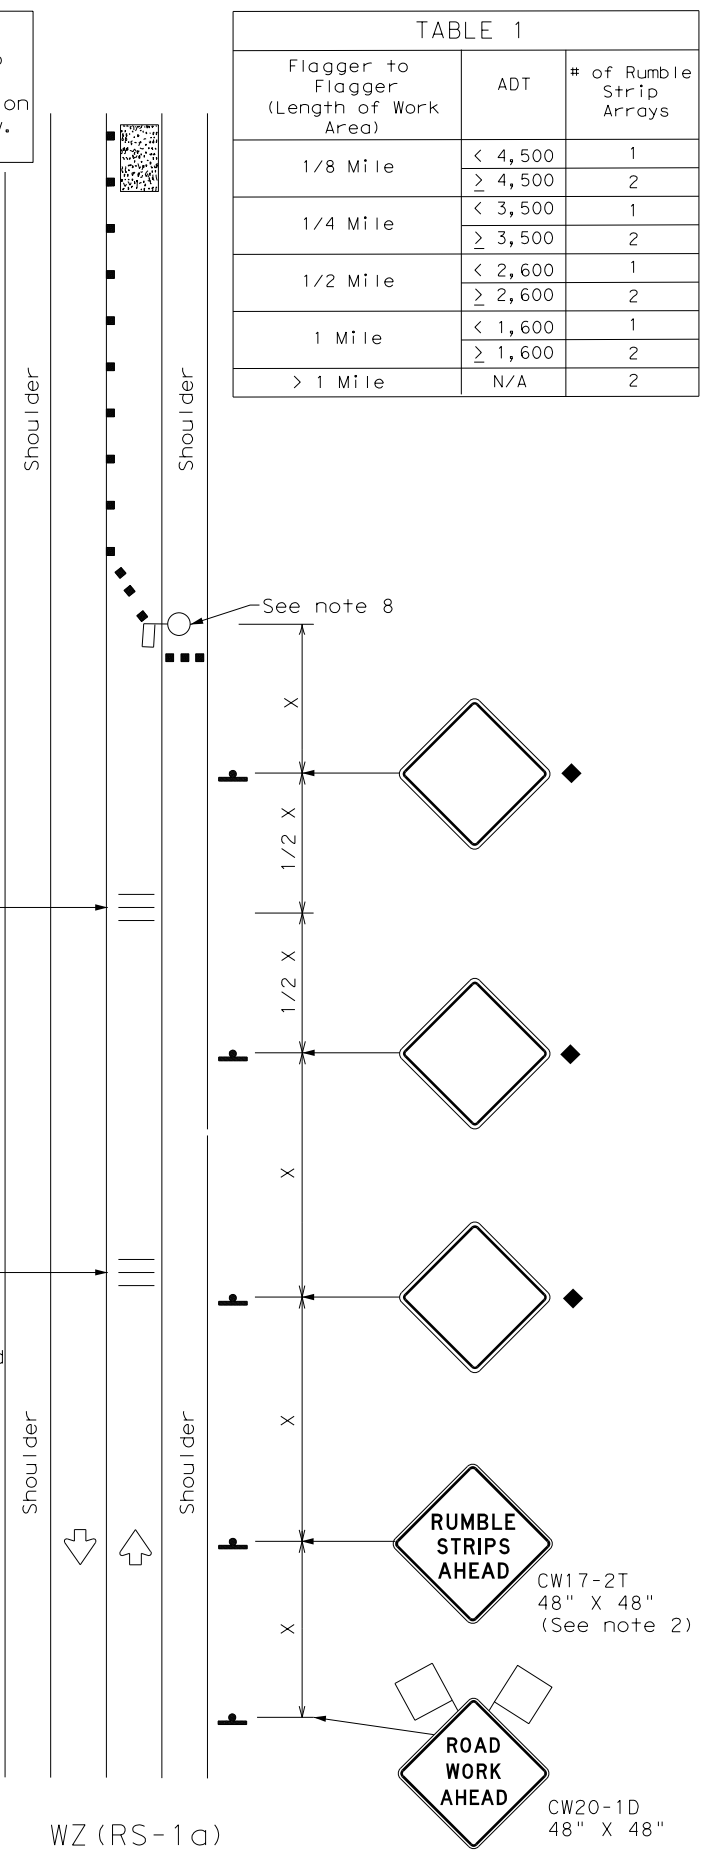 on
TABLE 1
Flagger to
Flagger
(Length of Work
Area)
ADT
# of Rumble
Strip
Arrays
1/8 Mile
< 4,500
1
≥ 4,500
2
1/4 Mile
< 3,500
1
≥ 3,500
2
1/2 Mile
< 2,600
1
≥ 2,600
2
1 Mile
< 1,600
1
≥ 1,600
2
> 1 Mile
N/A
2
Shoulder
Shoulder
See note 8
X
1/2 X
1/2 X
X
X
Shoulder
Shoulder
RUMBLE
STRIPS
AHEAD
CW17-2T
48" X 48"
(See note 2)
X
ROAD
WORK
AHEAD
CW20-1D
48" X 48"
WZ(RS-1a)